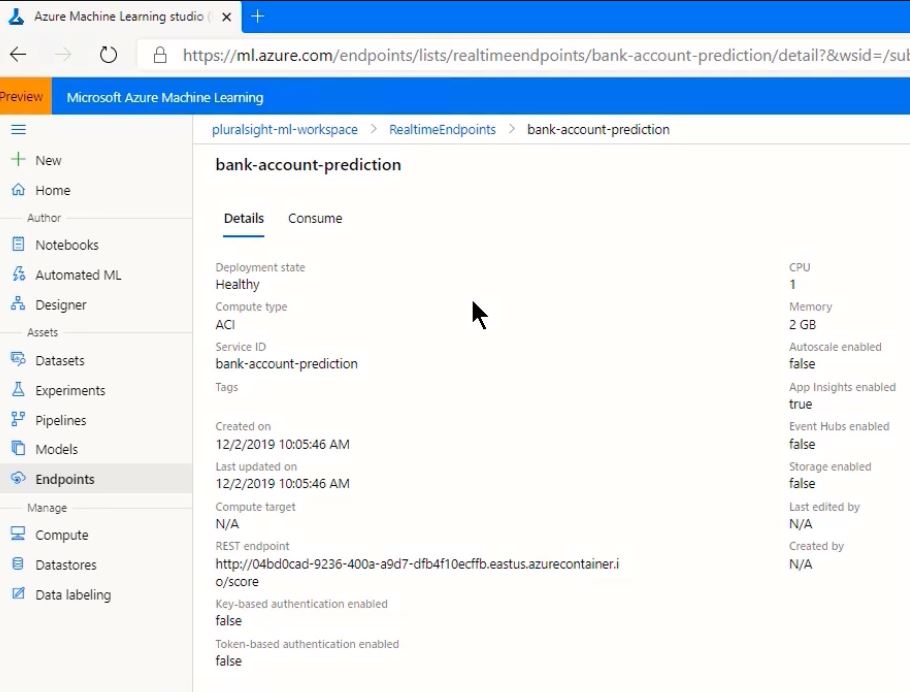 Azure Machine Learning studio (
https://ml.azure.com/endpoints/lists/realtimeendpoints/bank-account-prediction/detail?&wsid=/sub
Preview
Microsoft Azure Machine Learning
pluralsight-ml-workspace > RealtimeEndpoints > bank-account-prediction
New
Home
Author
Notebooks
Automated ML
Designer
Assets
Datasets
Experiments
Pipelines
Models
Endpoints
Manage
Compute
Datastores
Data labeling
bank-account-prediction
Details Consume
Deployment state
Healthy
Compute type
ACI
Service ID
bank-account-prediction
Tags
Created on
12/2/2019 10:05:46 AM
Last updated on
12/2/2019 10:05:46 AM
Compute target
N/A
REST endpoint
http://04bd0cad-9236-400a-a9d7-dfb4f10ecffb.eastus.azurecontainer.i
o/score
Key-based authentication enabled
false
Token-based authentication enabled
false
CPU
1
Memory
2 GB
Autoscale enabled
false
App Insights enabled
true
Event Hubs enabled
false
Storage enabled
false
Last edited by
N/A
Created by
N/A